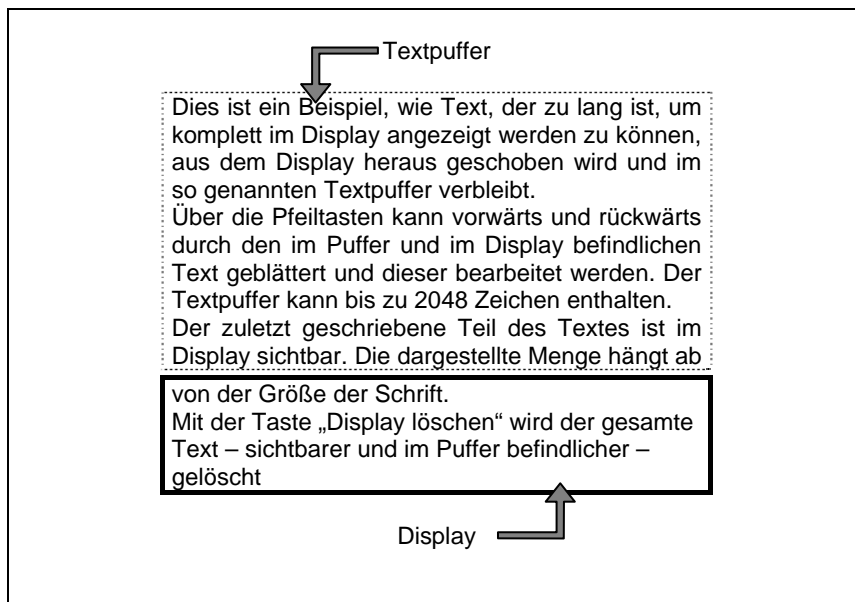 Textpuffer
Dies ist ein Beispiel, wie Text, der zu lang ist, um
komplett im Display angezeigt werden zu können,
aus dem Display heraus geschoben wird und im
so genannten Textpuffer verbleibt.
Über die Pfeiltasten kann vorwärts und rückwärts
durch den im Puffer und im Display befindlichen
Text geblättert und dieser bearbeitet werden. Der
Textpuffer kann bis zu 2048 Zeichen enthalten.
Der zuletzt geschriebene Teil des Textes ist im
Display sichtbar. Die dargestellte Menge hängt ab
von der Größe der Schrift.
Mit der Taste „Display löschen“ wird der gesamte
Text – sichtbarer und im Puffer befindlicher –
gelöscht
Display